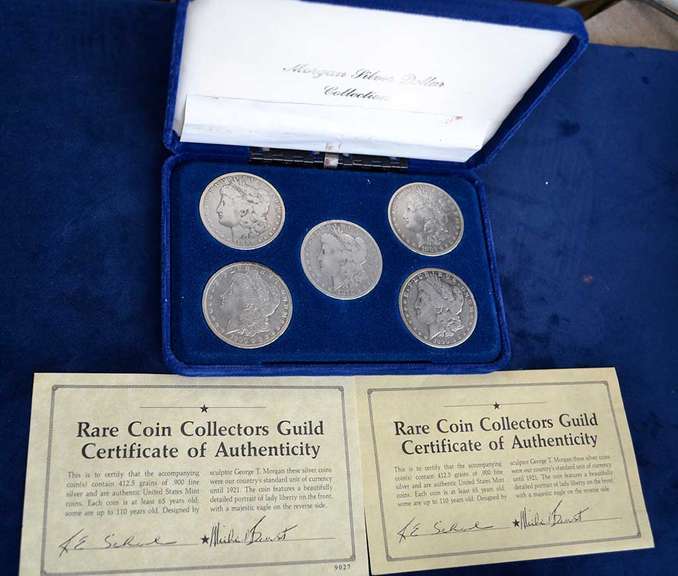 Morgan Silver Dollar
Collection
Rare Coin Collectors Guild
Certificate of Authenticity
This is to certify that the accompanying
coin(s) contain 412.5 grains of .900 fine
silver and are authentic United States Mint
coins. Each coin is at least 65 years old;
some are up to 110 years old. Designed by
sculptor George T. Morgan these silver coins
were our country's standard unit of currency
until 1921. The coin features a beautifully
detailed portrait of lady liberty on the front,
with a majestic eagle on the reverse side.
9027
Rare Coin Collectors Guild
Certificate of Authenticity
This is to certify that the accompanying
coin(s) contain 412.5 grains of .900 fine
silver and are authentic United States Mint
coins. Each coin is at least 65 years old;
some are up to 110 years old. Designed by
sculptor George T. Morgan these silver coins
were our country's standard unit of currency
until 1921. The coin features a beautifully
detailed portrait of lady liberty on the front,
with a majestic eagle on the reverse side.